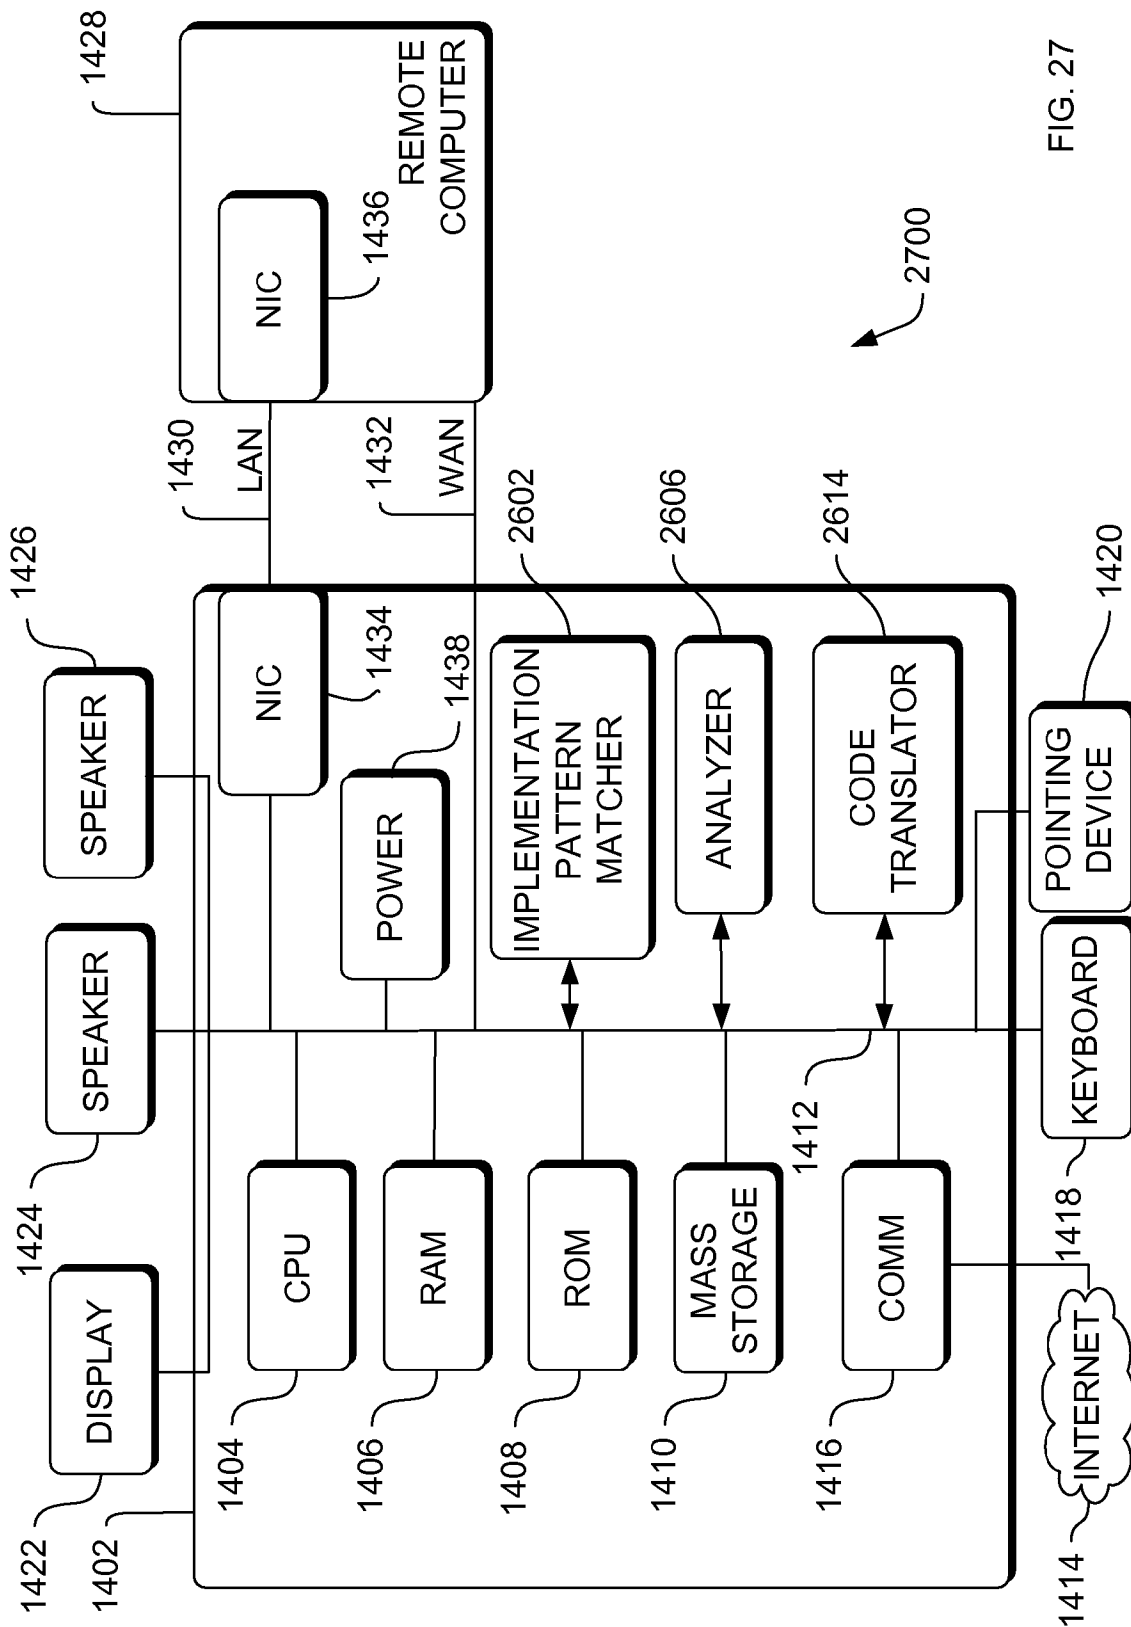 1422
DISPLAY
1424
SPEAKER
SPEAKER
1426
1402
1404
CPU
NIC
1434
1430
LAN
NIC
1436
1428
REMOTE
COMPUTER
1406
RAM
POWER
1438
1432
WAN
1408
ROM
IMPLEMENTATION
PATTERN
MATCHER
2602
1410
MASS
STORAGE
ANALYZER
2606
1412
1416
COMM
CODE
TRANSLATOR
2614
2700
1414
INTERNET
1418
KEYBOARD
POINTING
DEVICE
1420
FIG. 27